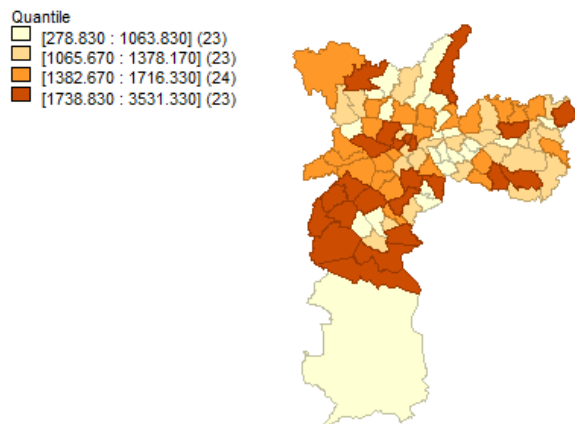 Quantile
[278.830 : 1063.830] (23)
[1065.670 : 1378.170] (23)
[1382.670 : 1716.330] (24)
[1738.830 : 3531.330] (23)